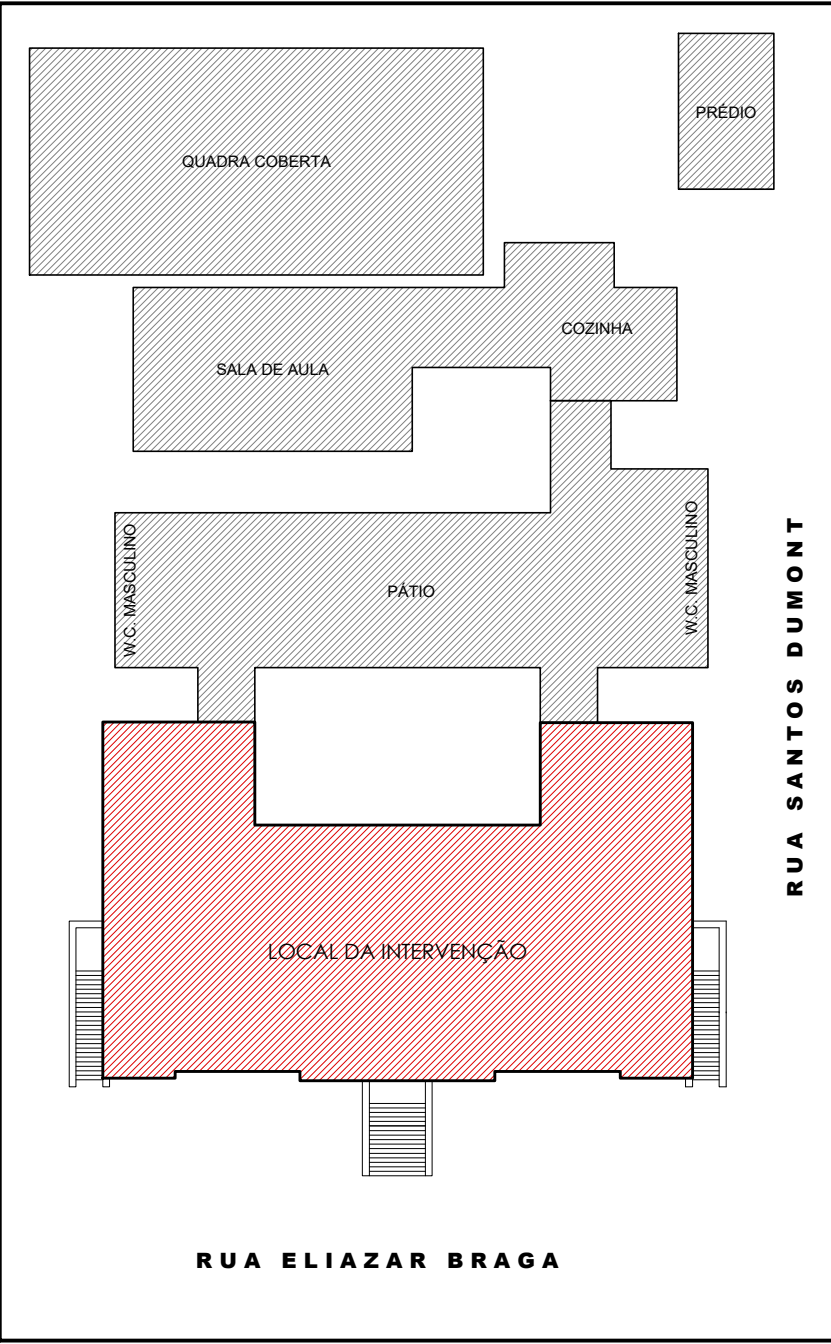 PRÉDIO
QUADRA COBERTA
COZINHA
SALA DE AULA
W.C. MASCULINO
PÁTIO
W.C. MASCULINO
RUA SANTOS DUMONT
LOCAL DA INTERVENÇÃO
RUA ELIAZAR BRAGA